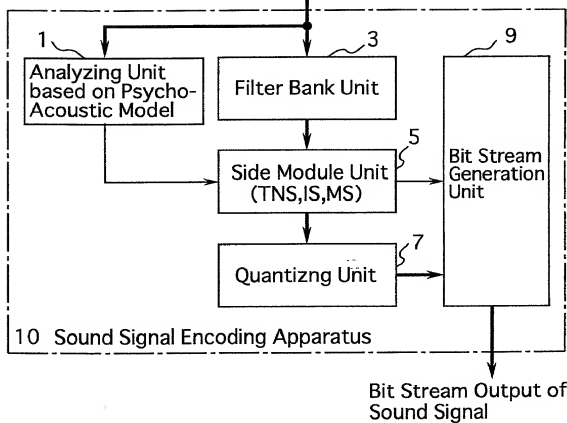 1
3
9
Analyzing Unit
based on Psycho-
Acoustic Model
Filter Bank Unit
5
Side Module Unit
(TNS,IS,MS)
Bit Stream
Generation
Unit
7
Quantizng Unit
10 Sound Signal Encoding Apparatus
Bit Stream Output of
Sound Signal